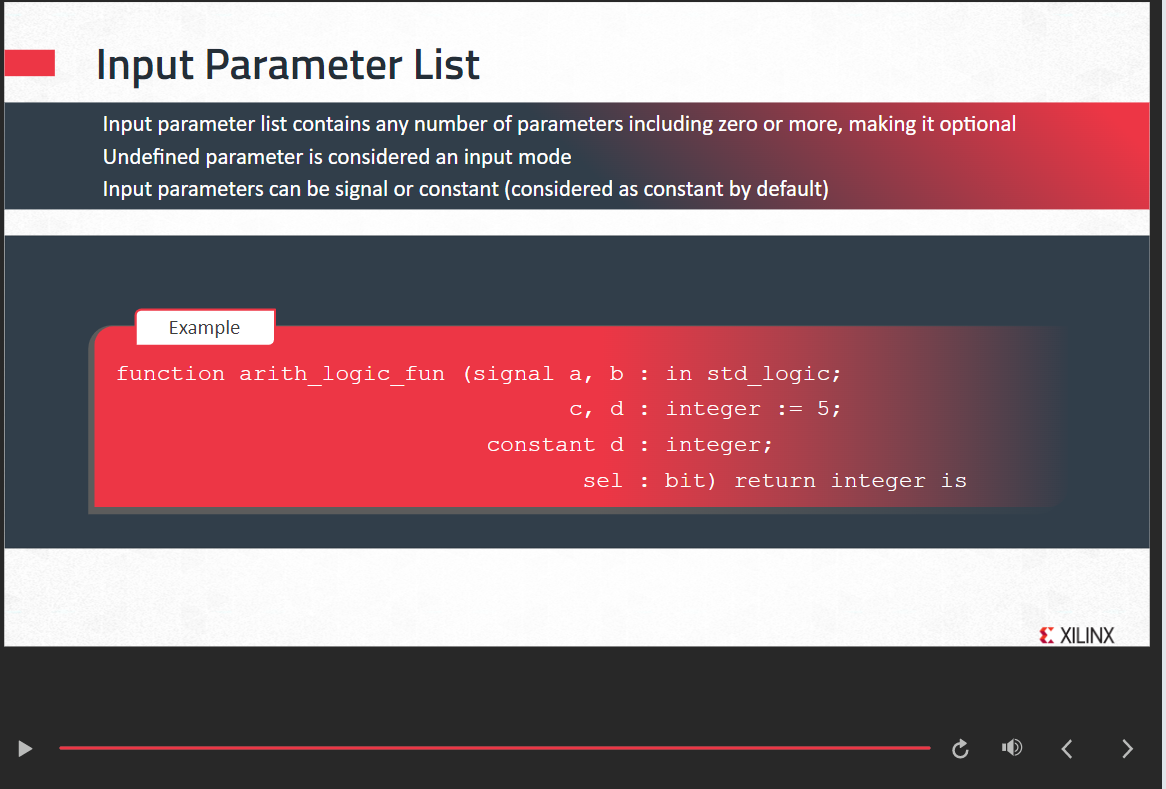 Input Parameter List
Input parameter list contains any number of parameters including zero or more, making it optional
Undefined parameter is considered an input mode
Input parameters can be signal or constant (considered as constant by default)
Example
function arith_logic_fun (signal a, b : in std_logic;
c, d : integer := 5;
constant d : integer;
sel : bit) return integer is
XILINX